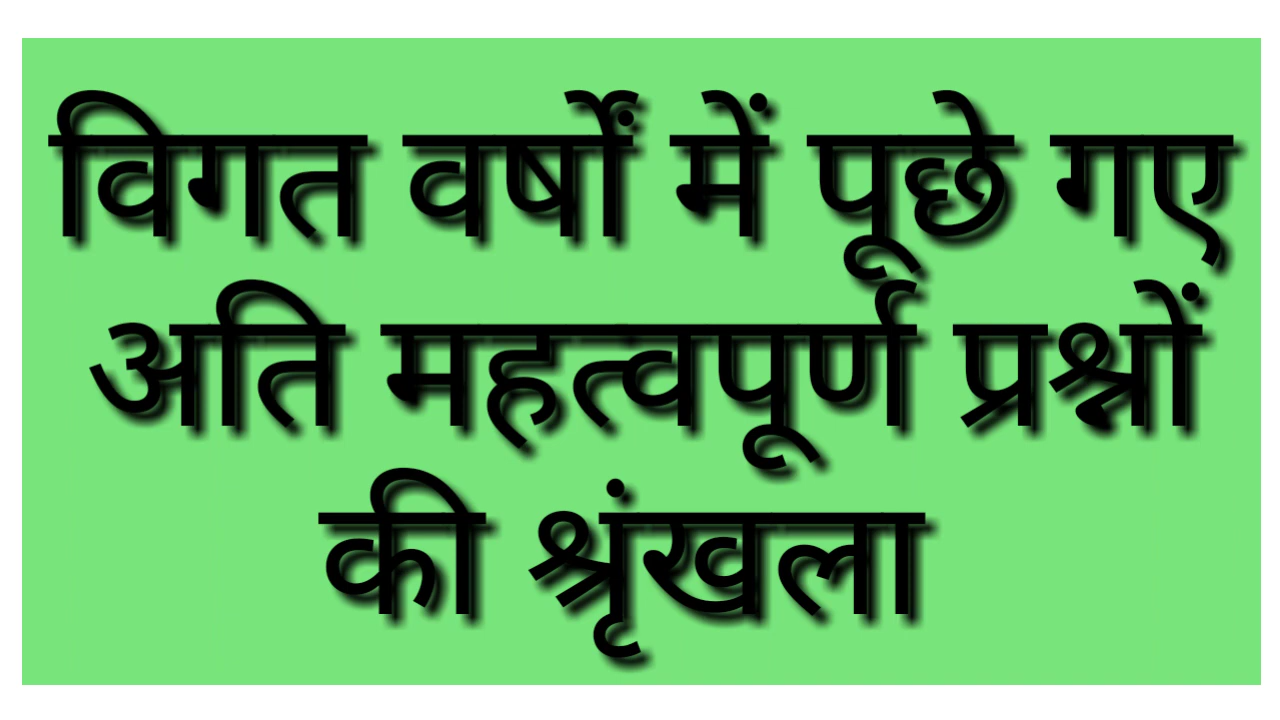 विगत वर्षों में पूछे गए
अति महत्वपूर्ण प्रश्नों
की श्रृंखला